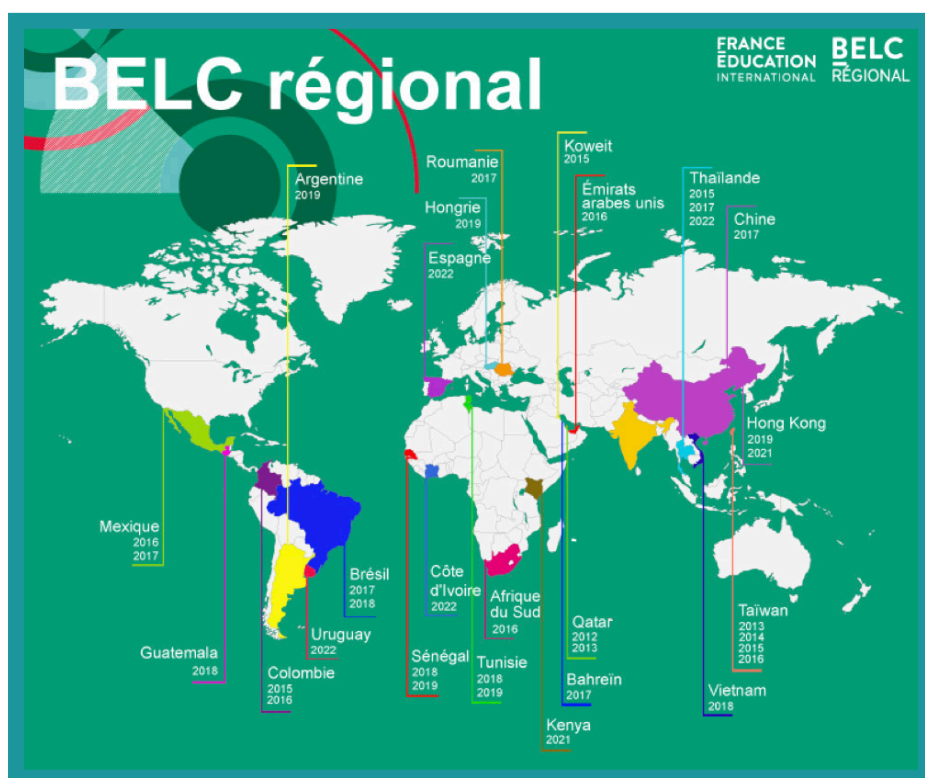 BELC régional
FRANCE
EDUCATION
INTERNATIONAL
BELC
RÉGIONAL
Argentine
2019
Roumanie
2017
Hongrie
2019
Espagne
2022
Koweit
2015
Émirats
arabes unis
2016
Thaïlande
2015
2017
2022
Chine
2017
Hong Kong
2019
2021
Mexique
2016
2017
Guatemala
2018
Colombie
2015
2016
Uruguay
2022
Brésil
2017
2018
Sénégal
2018
2019
Côte
d'Ivoire
2022
Tunisie
2018
2019
Afrique
du Sud
2016
Kenya
2021
Qatar
2012
2013
Bahreïn
2017
Taïwan
2013
2014
2015
2016
Vietnam
2018